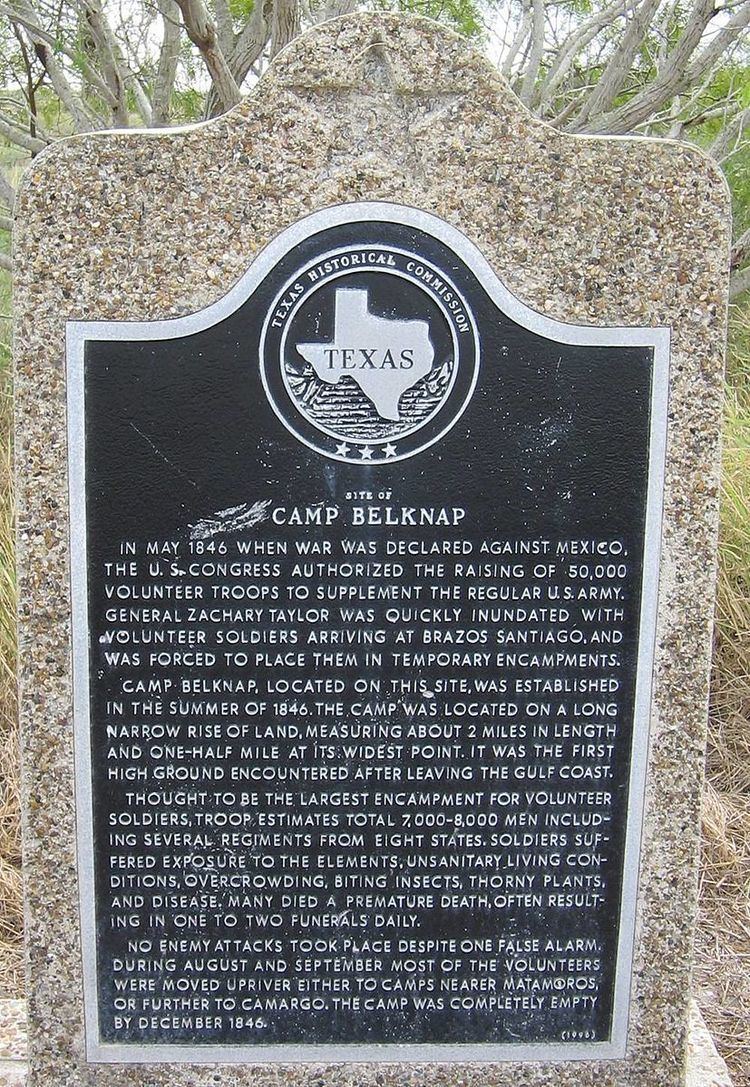 TEXAS HISTORICAL COMMISSION
TEXAS
SITE OF
CAMP BELKNAP
IN MAY 1846 WHEN WAR WAS DECLARED AGAINST MEXICO,
THE U.S. CONGRESS AUTHORIZED THE RAISING OF 50,000
VOLUNTEER TROOPS TO SUPPLEMENT THE REGULAR U.S. ARMY.
GENERAL ZACHARY TAYLOR WAS QUICKLY INUNDATED WITH
VOLUNTEER SOLDIERS ARRIVING AT BRAZOS SANTIAGO, AND
WAS FORCED TO PLACE THEM IN TEMPORARY ENCAMPMENTS.
CAMP BELKNAP, LOCATED ON THIS SITE, WAS ESTABLISHED
IN THE SUMMER OF 1846. THE CAMP WAS LOCATED ON A LONG
NARROW RISE OF LAND, MEASURING ABOUT 2 MILES IN LENGTH
AND ONE-HALF MILE AT ITS WIDEST POINT. IT WAS THE FIRST
HIGH GROUND ENCOUNTERED AFTER LEAVING THE GULF COAST.
THOUGHT TO BE THE LARGEST ENCAMPMENT FOR VOLUNTEER
SOLDIERS, TROOP ESTIMATES TOTAL 7,000-8,000 MEN INCLUD-
ING SEVERAL REGIMENTS FROM EIGHT STATES. SOLDIERS SUF-
FERED EXPOSURE TO THE ELEMENTS, UNSANITARY LIVING CON-
DITIONS, OVERCROWDING, BITING INSECTS, THORNY PLANTS,
AND DISEASE. MANY DIED A PREMATURE DEATH, OFTEN RESULT-
ING IN ONE TO TWO FUNERALS DAILY.
NO ENEMY ATTACKS TOOK PLACE DESPITE ONE FALSE ALARM.
DURING AUGUST AND SEPTEMBER MOST OF THE VOLUNTEERS
WERE MOVED UPRIVER EITHER TO CAMPS NEARER MATAMOROS,
OR FURTHER TO CAMARGO. THE CAMP WAS COMPLETELY EMPTY
BY DECEMBER 1846.